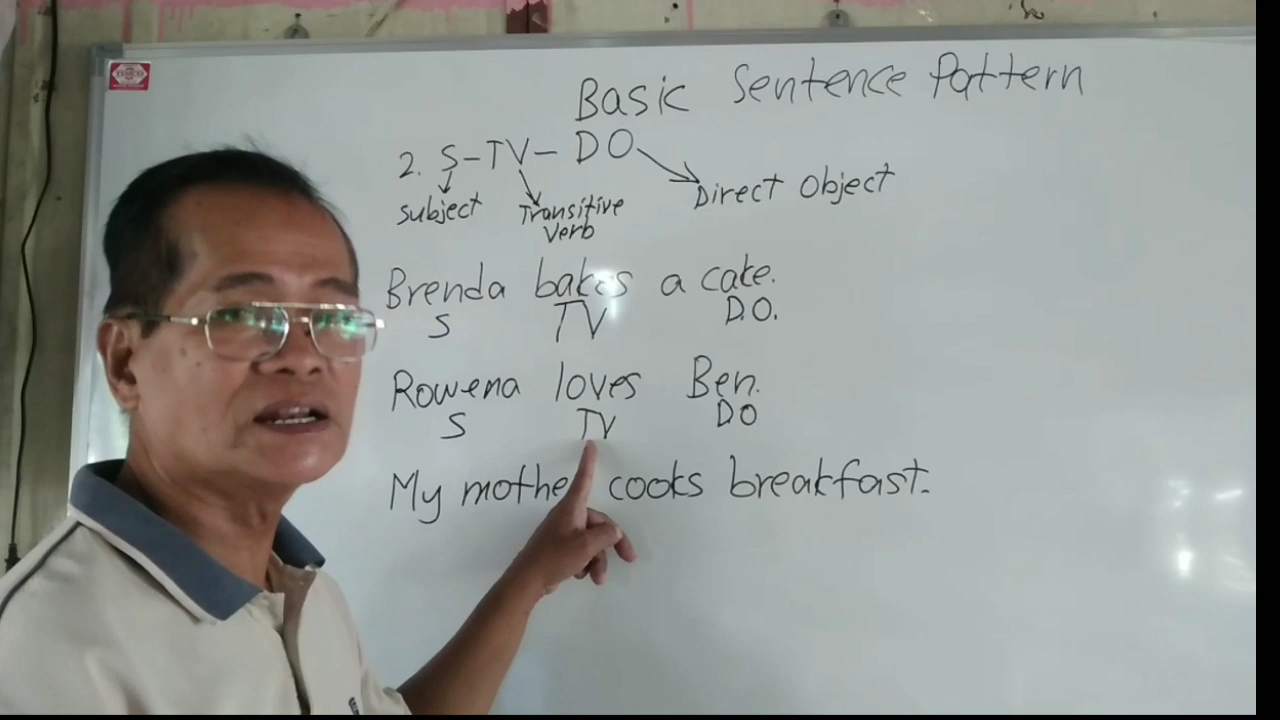 Basic Sentence Pattern
2. S-TV-DO
Subject Transitive Verb Direct Object
Brenda bakes a cake.
S TV D.O.
Rowena loves Ben.
S TV DO
My mother cooks breakfast.